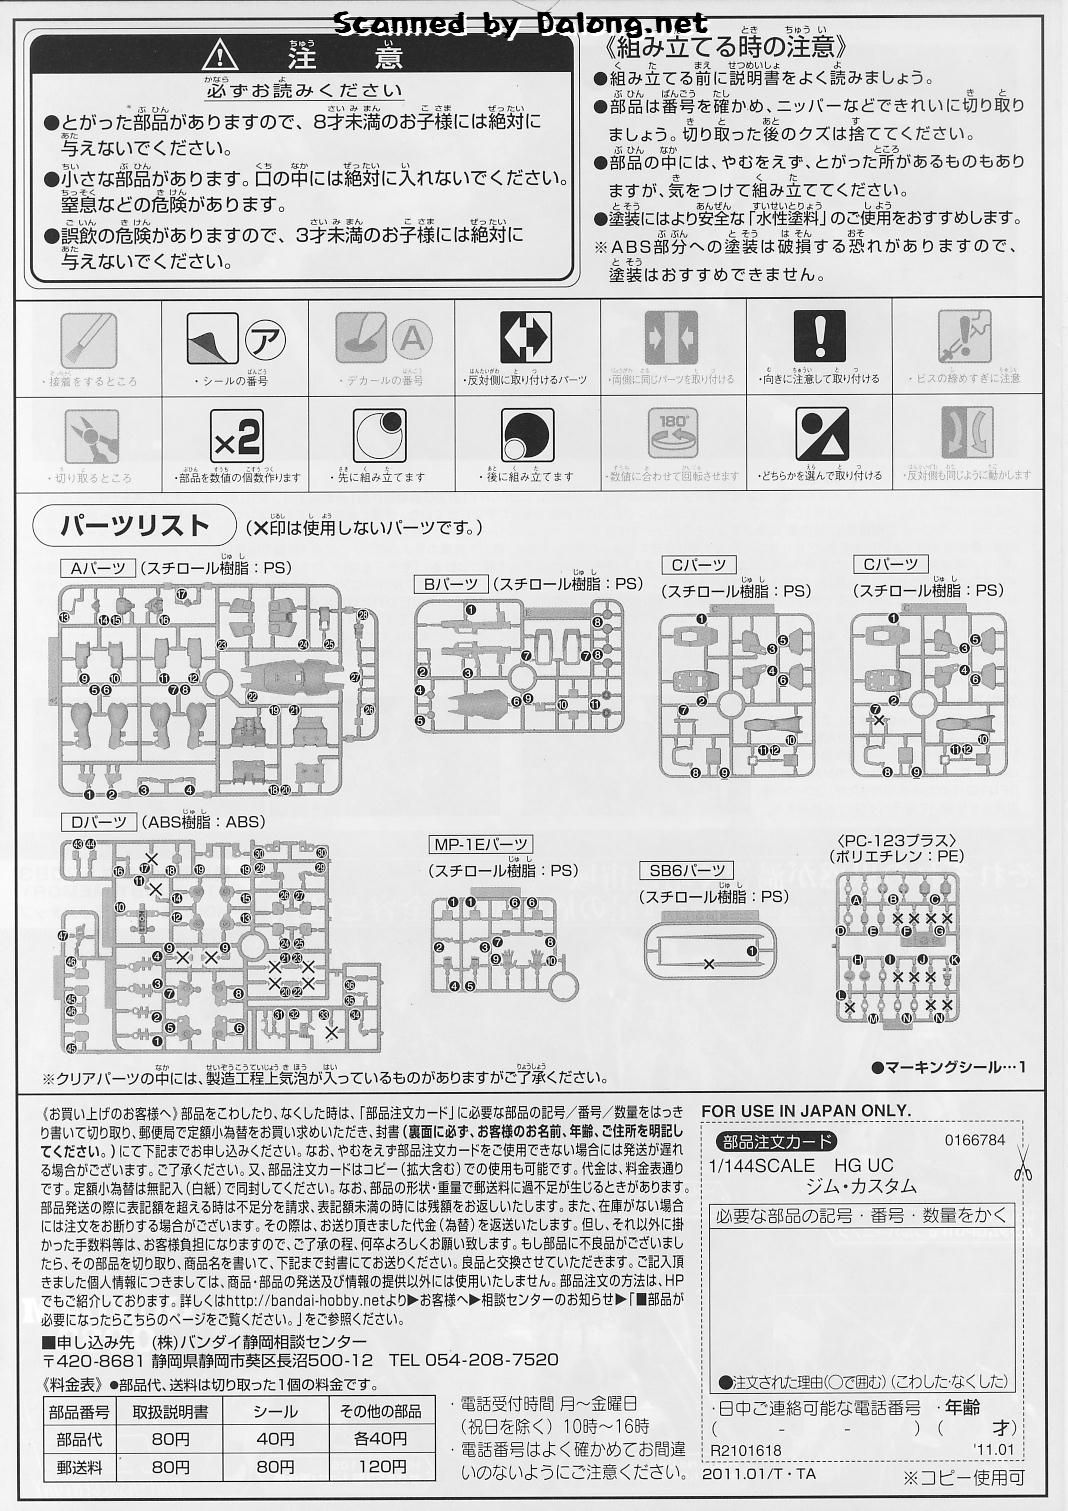 Scanned by Dalong.net
注意
必ずお読みください
●とがった部品がありますので、8才未満のお子様には絶対に
与えないでください。
●小さな部品があります。口の中には絶対に入れないでください。
窒息などの危険があります。
●誤飲の危険がありますので、3才未満のお子様には絶対に
与えないでください。
《組み立てる時の注意》
●組み立てる前に説明書をよく読みましょう。
●部品は番号を確かめ、ニッパーなどできれいに切り取り
ましょう。切り取った後のクズは捨ててください。
●部品の中には、やむをえず、とがった所があるものもあり
ますが、気をつけて組み立ててください。
●塗装にはより安全な「水性塗料」のご使用をおすすめします。
※ABS部分への塗装は破損する恐れがありますので、
塗装はおすすめできません。
ア
A
・接着をするところ
・シールの番号
・デカールの番号
・反対側に取り付けるパーツ
・両側に同じパーツを取り付ける
・向きに注意して取り付ける
・ビスの締めすぎに注意
×2
180°
・切り取るところ
・部品を数値の個数作ります
・先に組み立てます
・後に組み立てます
・数値に合わせて回転させます
・どちらかを選んで取り付ける
・反対側も同じように動かします
パーツリスト (×印は使用しないパーツです。)
Aパーツ (スチロール樹脂：PS)
Bパーツ (スチロール樹脂：PS)
Cパーツ
(スチロール樹脂：PS)
Cパーツ
(スチロール樹脂：PS)
Dパーツ (ABS樹脂：ABS)
MP-1Eパーツ
(スチロール樹脂：PS)
SB6パーツ
(スチロール樹脂：PS)
〈PC-123プラス〉
(ポリエチレン：PE)
●マーキングシール…1
※クリアパーツの中には、製造工程上気泡が入っているものがありますがご了承ください。
《お買い上げのお客様へ》部品をこわしたり、なくした時は、「部品注文カード」に必要な部品の記号／番号／数量をはっき
り書いて切り取り、郵便局で定額小為替をお買い求めいただき、封書(裏面に必ず、お客様のお名前、年齢、ご住所を明記し
てください。)にて下記までお申し込みください。なお、やむをえず部品注文カードをご使用できない場合には発送が遅れ
る場合がございます。ご了承ください。又、部品注文カードはコピー(拡大含む)での使用も可能です。代金は、料金表通り
です。定額小為替は無記入(白紙)で同封してください。なお、部品の形状・重量で郵送料に過不足が生じるときがあります。
部品発送の際に表記額を超える時は不足分を請求、表記額未満の時には残額をお返しいたします。また、在庫がない場合
には注文をお断りする場合がございます。その際は、お送り頂きました代金(為替)を返送いたします。但し、それ以外に掛
かった手数料等は、お客様負担になりますので、ご了承の程、何卒よろしくお願い致します。もし部品に不良品がございまし
たら、その部品を切り取り、商品名を書いて、下記まで封書にてお送りください。良品と交換させていただきます。ご記入頂
きました個人情報につきましては、商品・部品の発送及び情報の提供以外には使用いたしません。部品注文の方法は、HP
でもご紹介しております。詳しくはhttp://bandai-hobby.netより▶お客様へ▶相談センターのお知らせ▶「■部品が
必要になったらこちらのページをご覧ください。」をご参照ください。
■申し込み先 (株)バンダイ静岡相談センター
〒420-8681 静岡県静岡市葵区長沼500-12 TEL 054-208-7520
《料金表》●部品代、送料は切り取った1個の料金です。
部品番号 取扱説明書 シール その他の部品
部品代 80円 40円 各40円
郵送料 80円 80円 120円
・電話受付時間 月～金曜日
(祝日を除く) 10時～16時
・電話番号はよく確かめてお間違
いのないようにご注意ください。
FOR USE IN JAPAN ONLY.
部品注文カード 0166784
1/144SCALE HG UC
ジム・カスタム
必要な部品の記号・番号・数量をかく
●注文された理由(○で囲む)(こわした・なくした)
・日中ご連絡可能な電話番号 ・年齢
( - - ) ( 才)
R2101618 '11.01
2011.01/T・TA
※コピー使用可